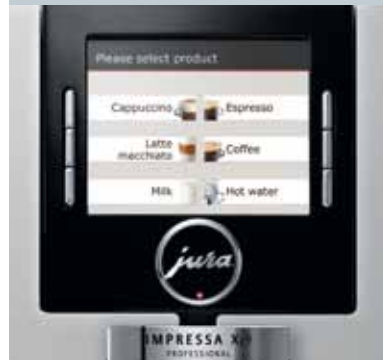 Please select product
Cappuccino
Espresso
Latte
macchiato
Coffee
Milk
Hot water
jura
IMPRESSA
PROFESSIONAL